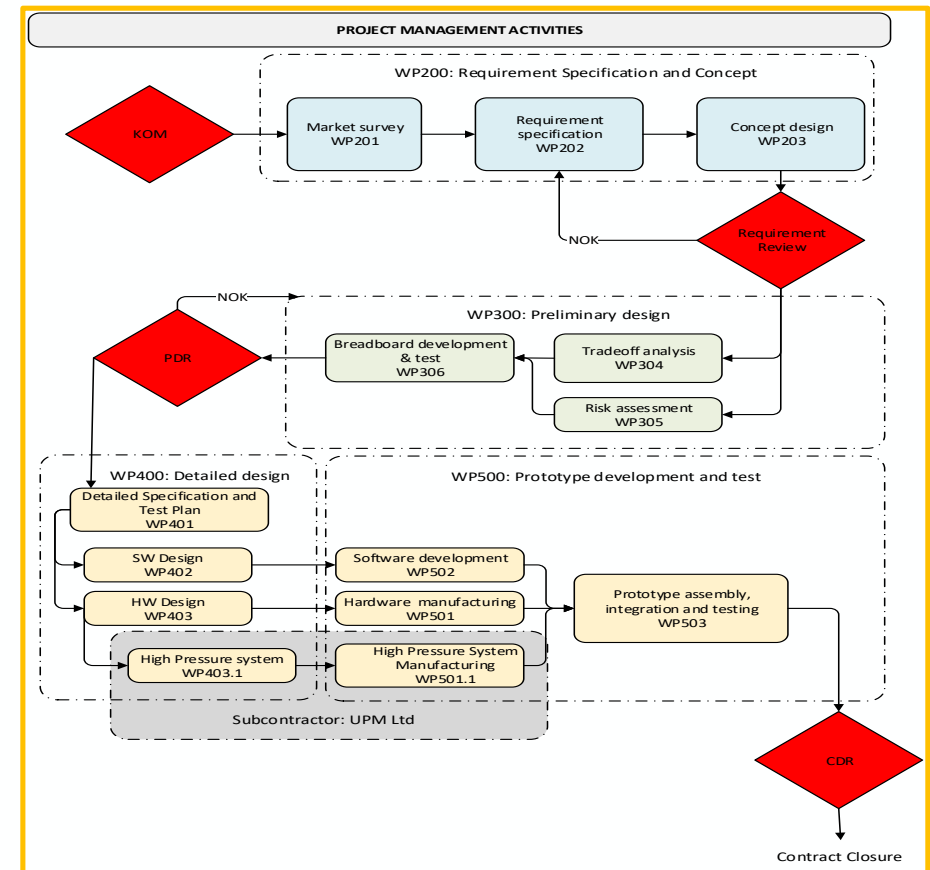 PROJECT MANAGEMENT ACTIVITIES
WP200: Requirement Specification and Concept
KOM
Market survey
WP201
Requirement
specification
WP202
Concept design
WP203
Requirement
Review
NOK
NOK
WP300: Preliminary design
PDR
Breadboard development
& test
WP306
Tradeoff analysis
WP304
Risk assessment
WP305
WP400: Detailed design
WP500: Prototype development and test
Detailed Specification and
Test Plan
WP401
SW Design
WP402
Software development
WP502
HW Design
WP403
Hardware manufacturing
WP501
Prototype assembly,
integration and testing
WP503
High Pressure system
WP403.1
High Pressure System
Manufacturing
WP501.1
Subcontractor: UPM Ltd
CDR
Contract Closure